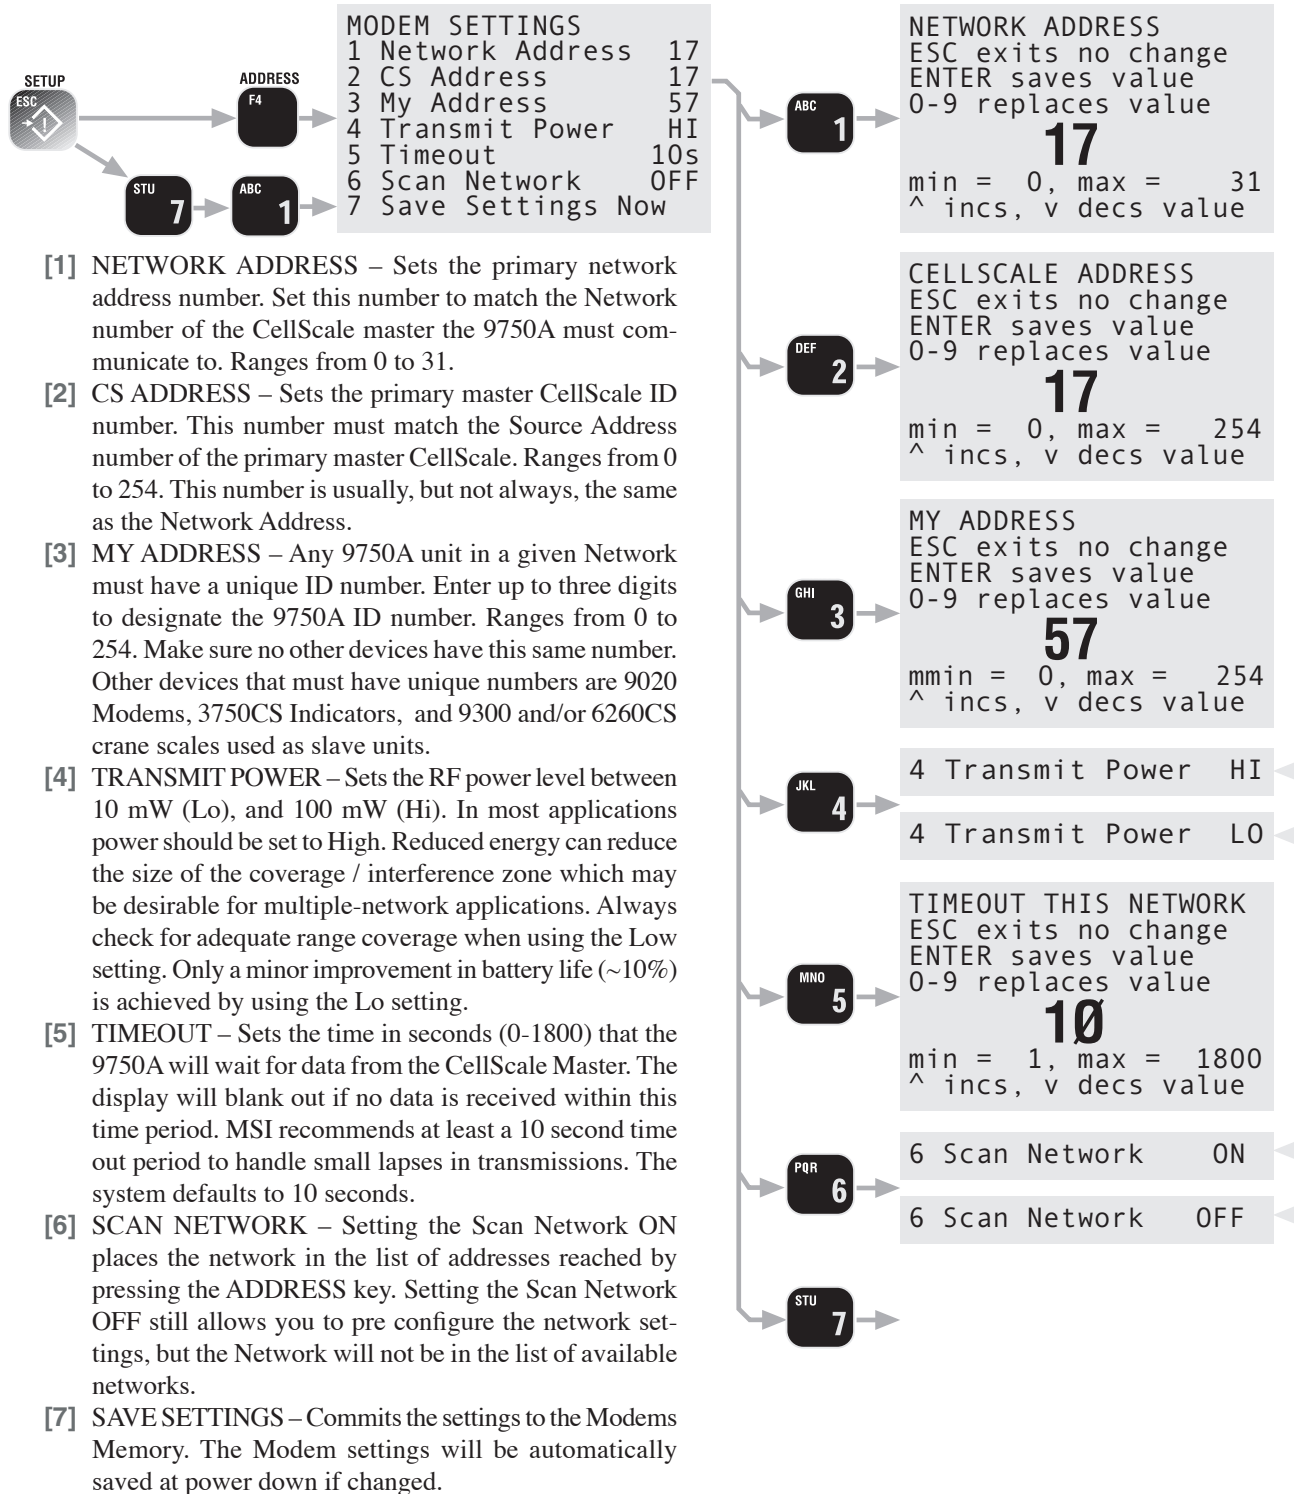 SETUP
ESC
ADDRESS
F4
STU
7
ABC
1
MODEM SETTINGS
1 Network Address 17
2 CS Address 17
3 My Address 57
4 Transmit Power HI
5 Timeout 10s
6 Scan Network OFF
7 Save Settings Now
[1] NETWORK ADDRESS – Sets the primary network
address number. Set this number to match the Network
number of the CellScale master the 9750A must com-
municate to. Ranges from 0 to 31.
[2] CS ADDRESS – Sets the primary master CellScale ID
number. This number must match the Source Address
number of the primary master CellScale. Ranges from 0
to 254. This number is usually, but not always, the same
as the Network Address.
[3] MY ADDRESS – Any 9750A unit in a given Network
must have a unique ID number. Enter up to three digits
to designate the 9750A ID number. Ranges from 0 to
254. Make sure no other devices have this same number.
Other devices that must have unique numbers are 9020
Modems, 3750CS Indicators, and 9300 and/or 6260CS
crane scales used as slave units.
[4] TRANSMIT POWER – Sets the RF power level between
10 mW (Lo), and 100 mW (Hi). In most applications
power should be set to High. Reduced energy can reduce
the size of the coverage / interference zone which may
be desirable for multiple-network applications. Always
check for adequate range coverage when using the Low
setting. Only a minor improvement in battery life (~10%)
is achieved by using the Lo setting.
[5] TIMEOUT – Sets the time in seconds (0-1800) that the
9750A will wait for data from the CellScale Master. The
display will blank out if no data is received within this
time period. MSI recommends at least a 10 second time
out period to handle small lapses in transmissions. The
system defaults to 10 seconds.
[6] SCAN NETWORK – Setting the Scan Network ON
places the network in the list of addresses reached by
pressing the ADDRESS key. Setting the Scan Network
OFF still allows you to pre configure the network set-
tings, but the Network will not be in the list of available
networks.
[7] SAVE SETTINGS – Commits the settings to the Modems
Memory. The Modem settings will be automatically
saved at power down if changed.
ABC
1
NETWORK ADDRESS
ESC exits no change
ENTER saves value
0-9 replaces value
17
min = 0, max = 31
^ incs, v decs value
DEF
2
CELLSCALE ADDRESS
ESC exits no change
ENTER saves value
0-9 replaces value
17
min = 0, max = 254
^ incs, v decs value
GHI
3
MY ADDRESS
ESC exits no change
ENTER saves value
0-9 replaces value
57
mmin = 0, max = 254
^ incs, v decs value
JKL
4
4 Transmit Power HI
4 Transmit Power LO
MNO
5
TIMEOUT THIS NETWORK
ESC exits no change
ENTER saves value
0-9 replaces value
10
min = 1, max = 1800
^ incs, v decs value
PQR
6
6 Scan Network ON
6 Scan Network OFF
STU
7